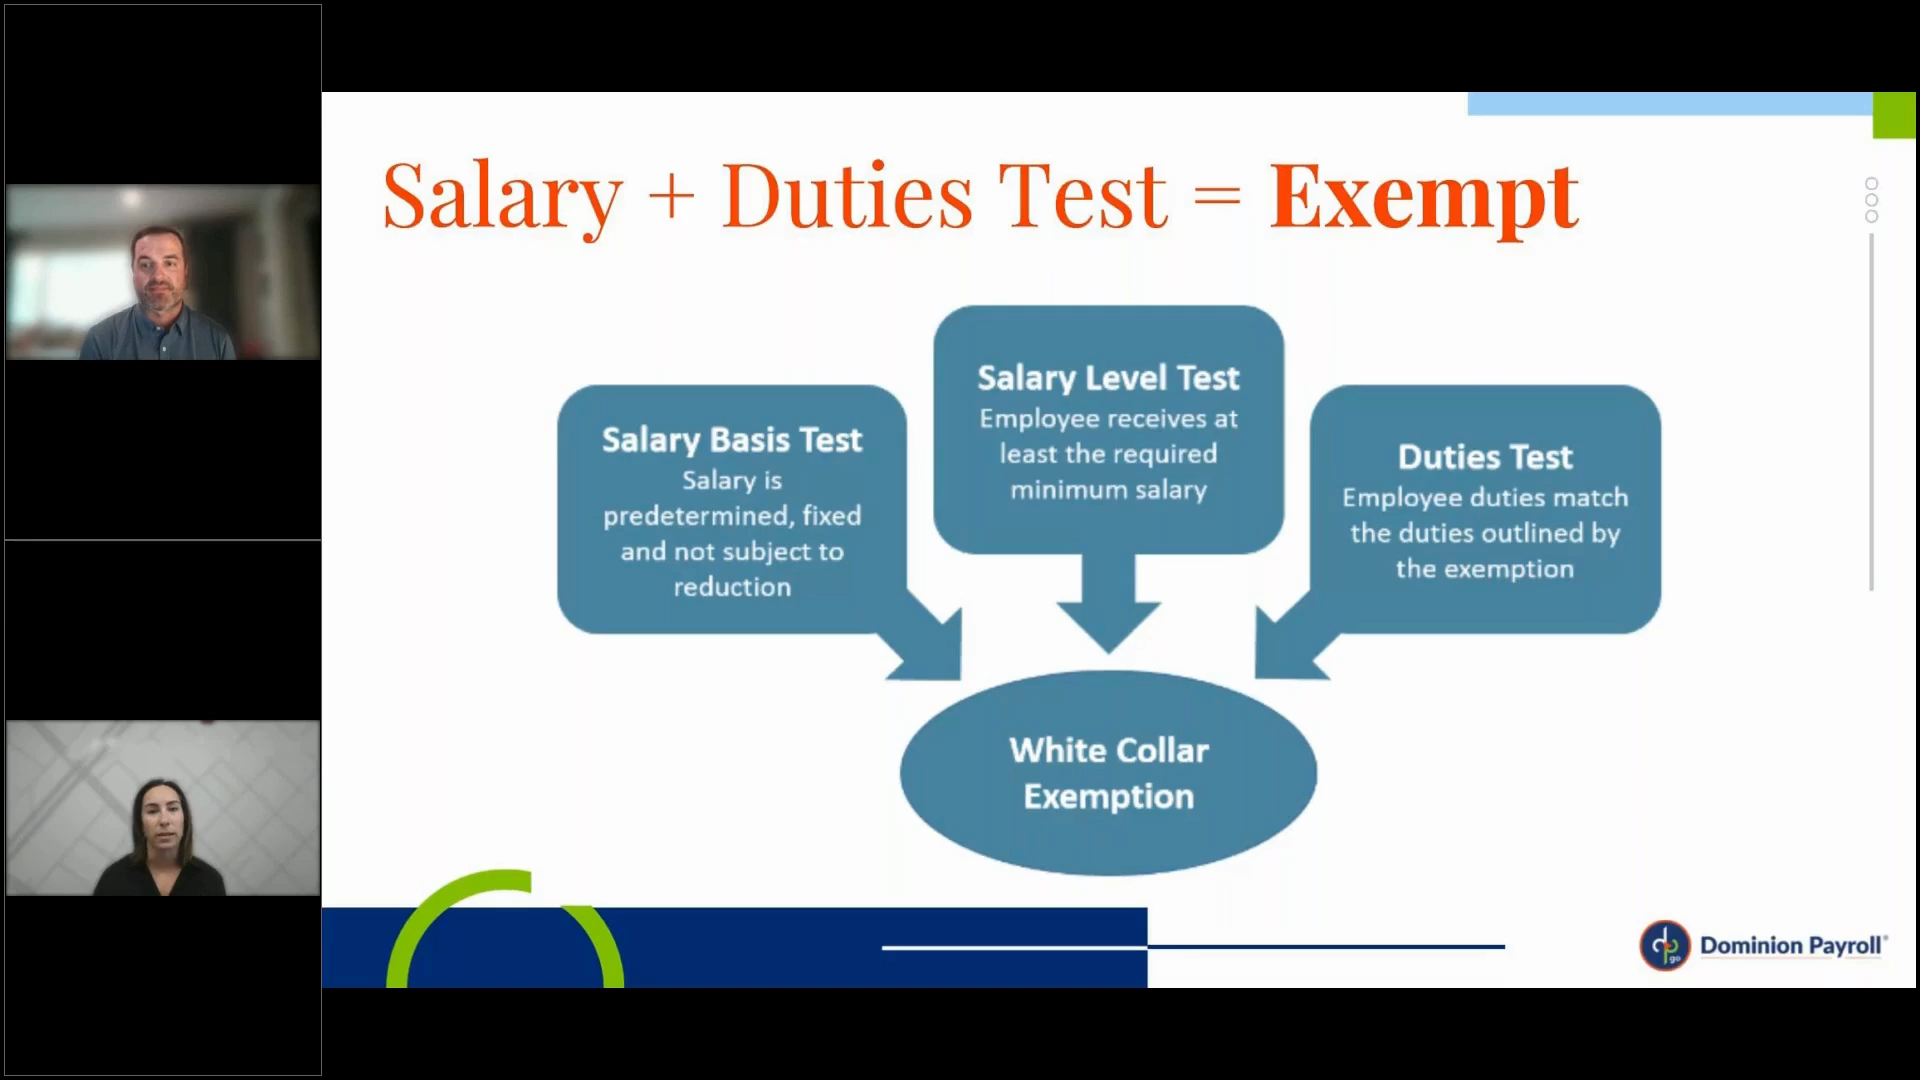 Salary + Duties Test = Exempt
Salary Basis Test
Salary is
predetermined, fixed
and not subject to
reduction
Salary Level Test
Employee receives at
least the required
minimum salary
Duties Test
Employee duties match
the duties outlined by
the exemption
White Collar
Exemption
dp go
Dominion Payroll®